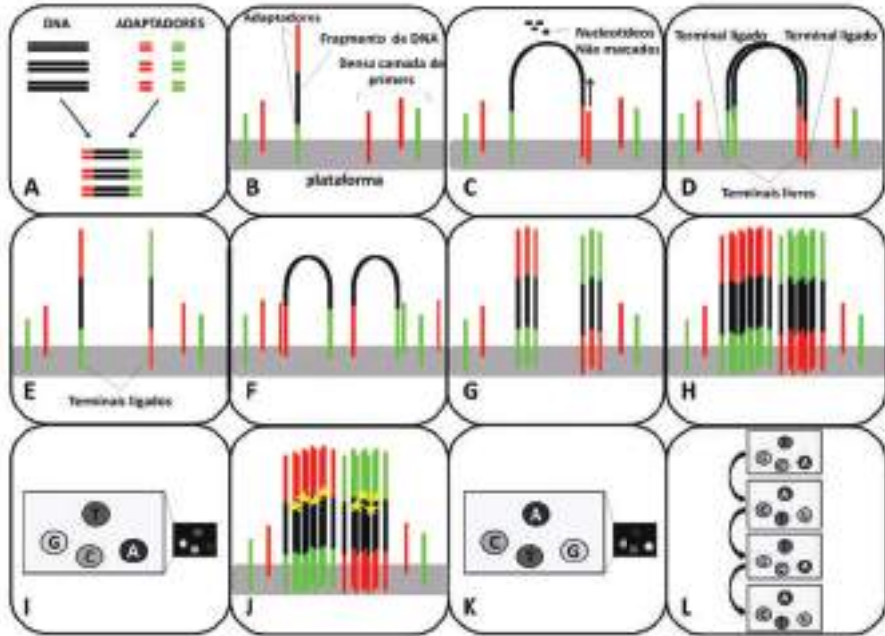 DNA
ADAPTADORES
A
Adaptadores
Fragmento de DNA
Densa camada de
primers
plataforma
B
Nucleotídeos
Não marcados
C
Terminal ligado
Terminal ligado
Terminais livres
D
E
Terminais ligados
F
G
H
T
G
C
A
I
J
A
C
G
K
G
C
A
A
C
G
C
A
A
C
G
L